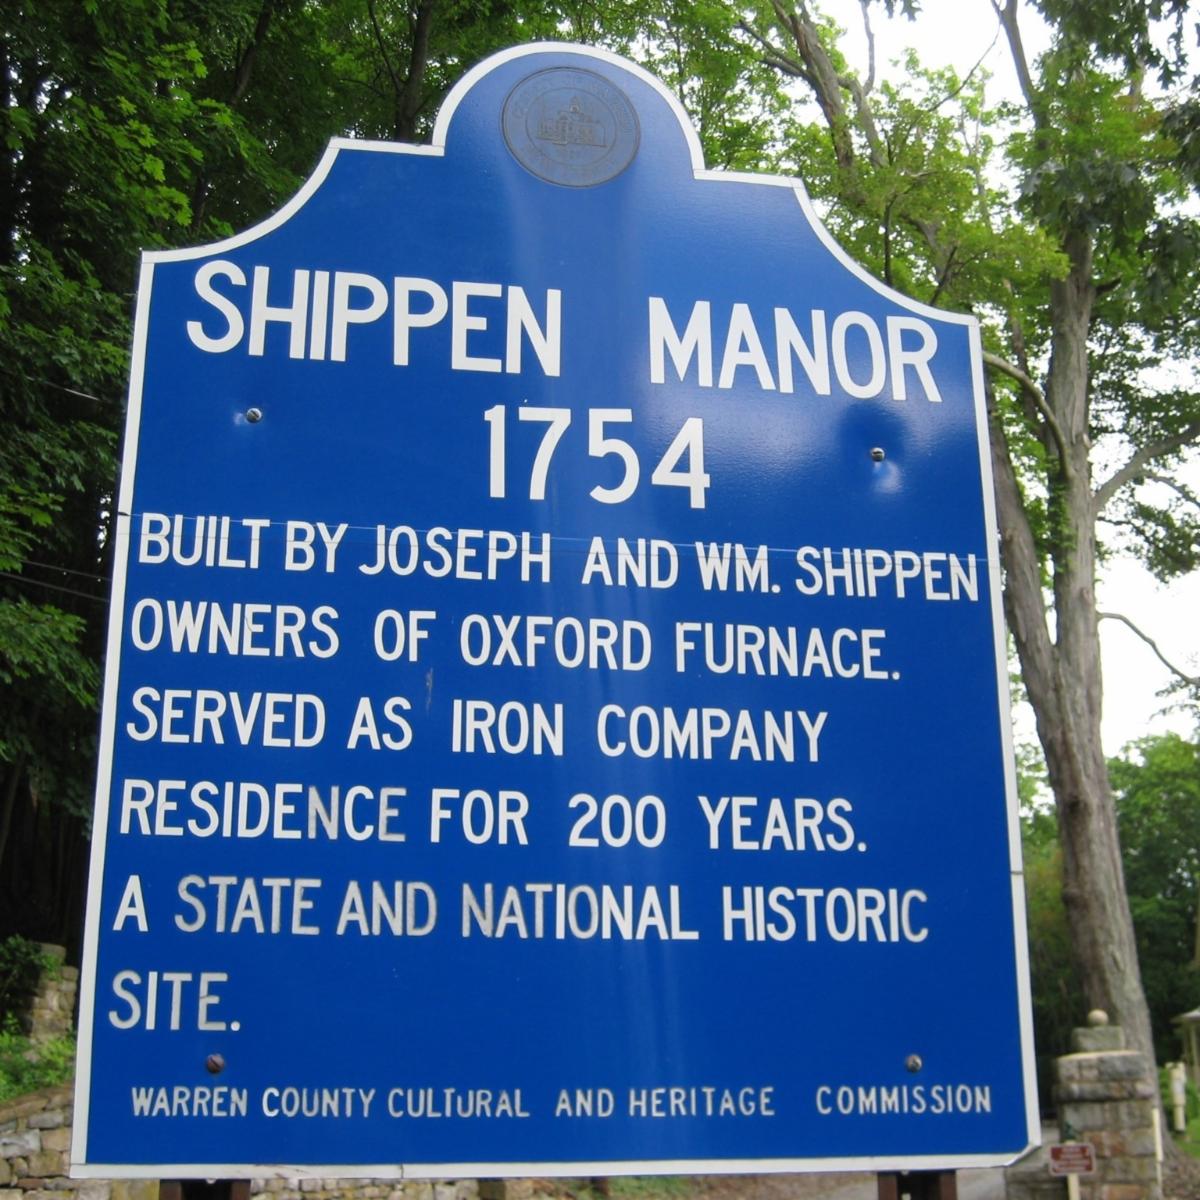 SHIPPEN MANOR
1754
BUILT BY JOSEPH AND WM. SHIPPEN
OWNERS OF OXFORD FURNACE.
SERVED AS IRON COMPANY
RESIDENCE FOR 200 YEARS.
A STATE AND NATIONAL HISTORIC
SITE.
WARREN COUNTY CULTURAL AND HERITAGE COMMISSION